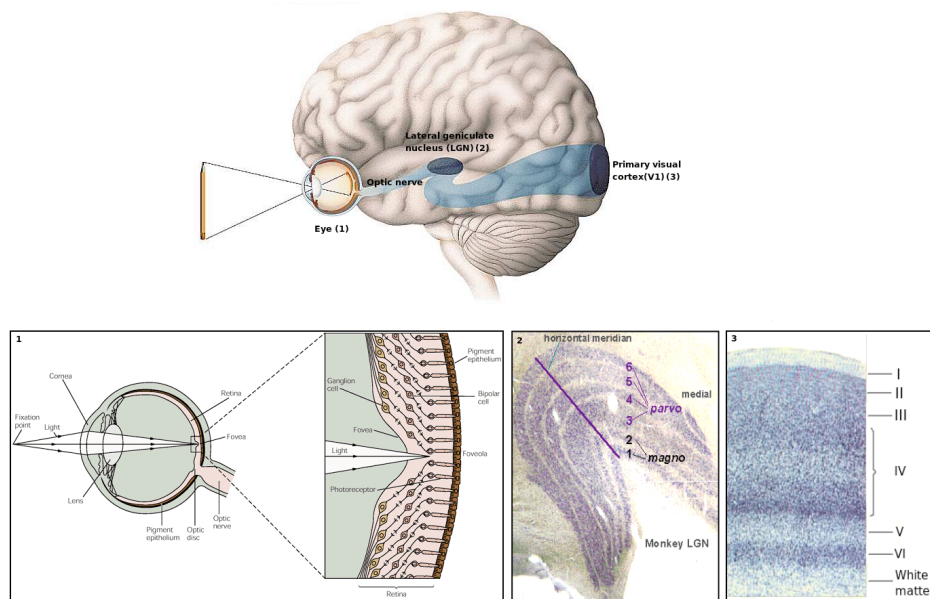 Lateral geniculate
nucleus (LGN) (2)
Optic nerve
Primary visual
cortex(V1) (3)
Eye (1)
1
Cornea
Retina
Fixation
point
Light
Fovea
Lens
Pigment
epithelium
Optic
disc
Optic
nerve
Ganglion
cell
Pigment
epithelium
Bipolar
cell
Fovea
Light
Foveola
Photoreceptor
Retina
2
horizontal meridian
6
5
4
3
parvo
medial
2
1
magno
Monkey LGN
3
I
II
III
IV
V
VI
White
matte